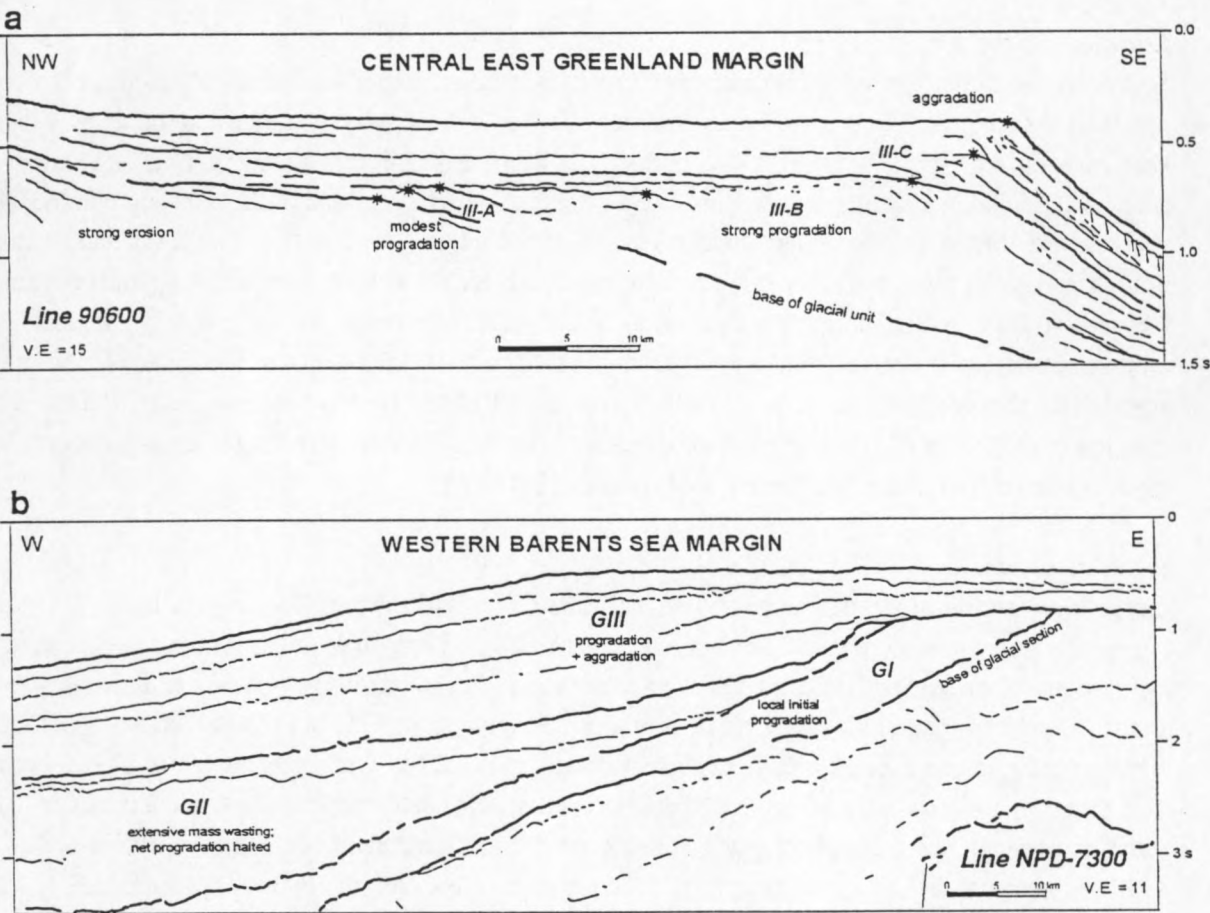 a
0.0
NW CENTRAL EAST GREENLAND MARGIN SE
aggradation
0.5
III-C
III-A
III-B
modest
progradation
strong progradation
strong erosion
1.0
base of glacial unit
Line 90600
0 5 10 km
V.E. = 15
1.5 s
b
0
W WESTERN BARENTS SEA MARGIN E
GIII
progradation
+ aggradation
1
GI
base of glacial section
local initial
progradation
2
GII
extensive mass wasting;
net progradation halted
Line NPD-7300
3 s
0 5 10 km
V.E. = 11